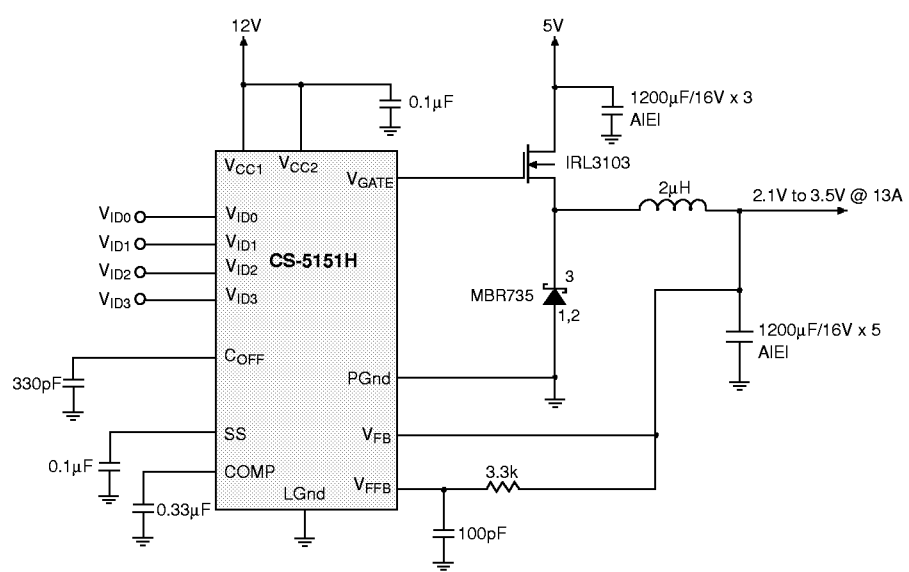 12V
5V
0.1µF
1200µF/16V x 3
AIEI
VCC1
VCC2
VGATE
IRL3103
2µH
2.1V to 3.5V @ 13A
VID0
VID0
VID1
VID1
CS-5151H
VID2
VID2
VID3
VID3
3
MBR735
1,2
1200µF/16V x 5
AIEI
COFF
330pF
PGnd
SS
VFB
0.1µF
COMP
3.3k
VFFB
LGnd
0.33µF
100pF